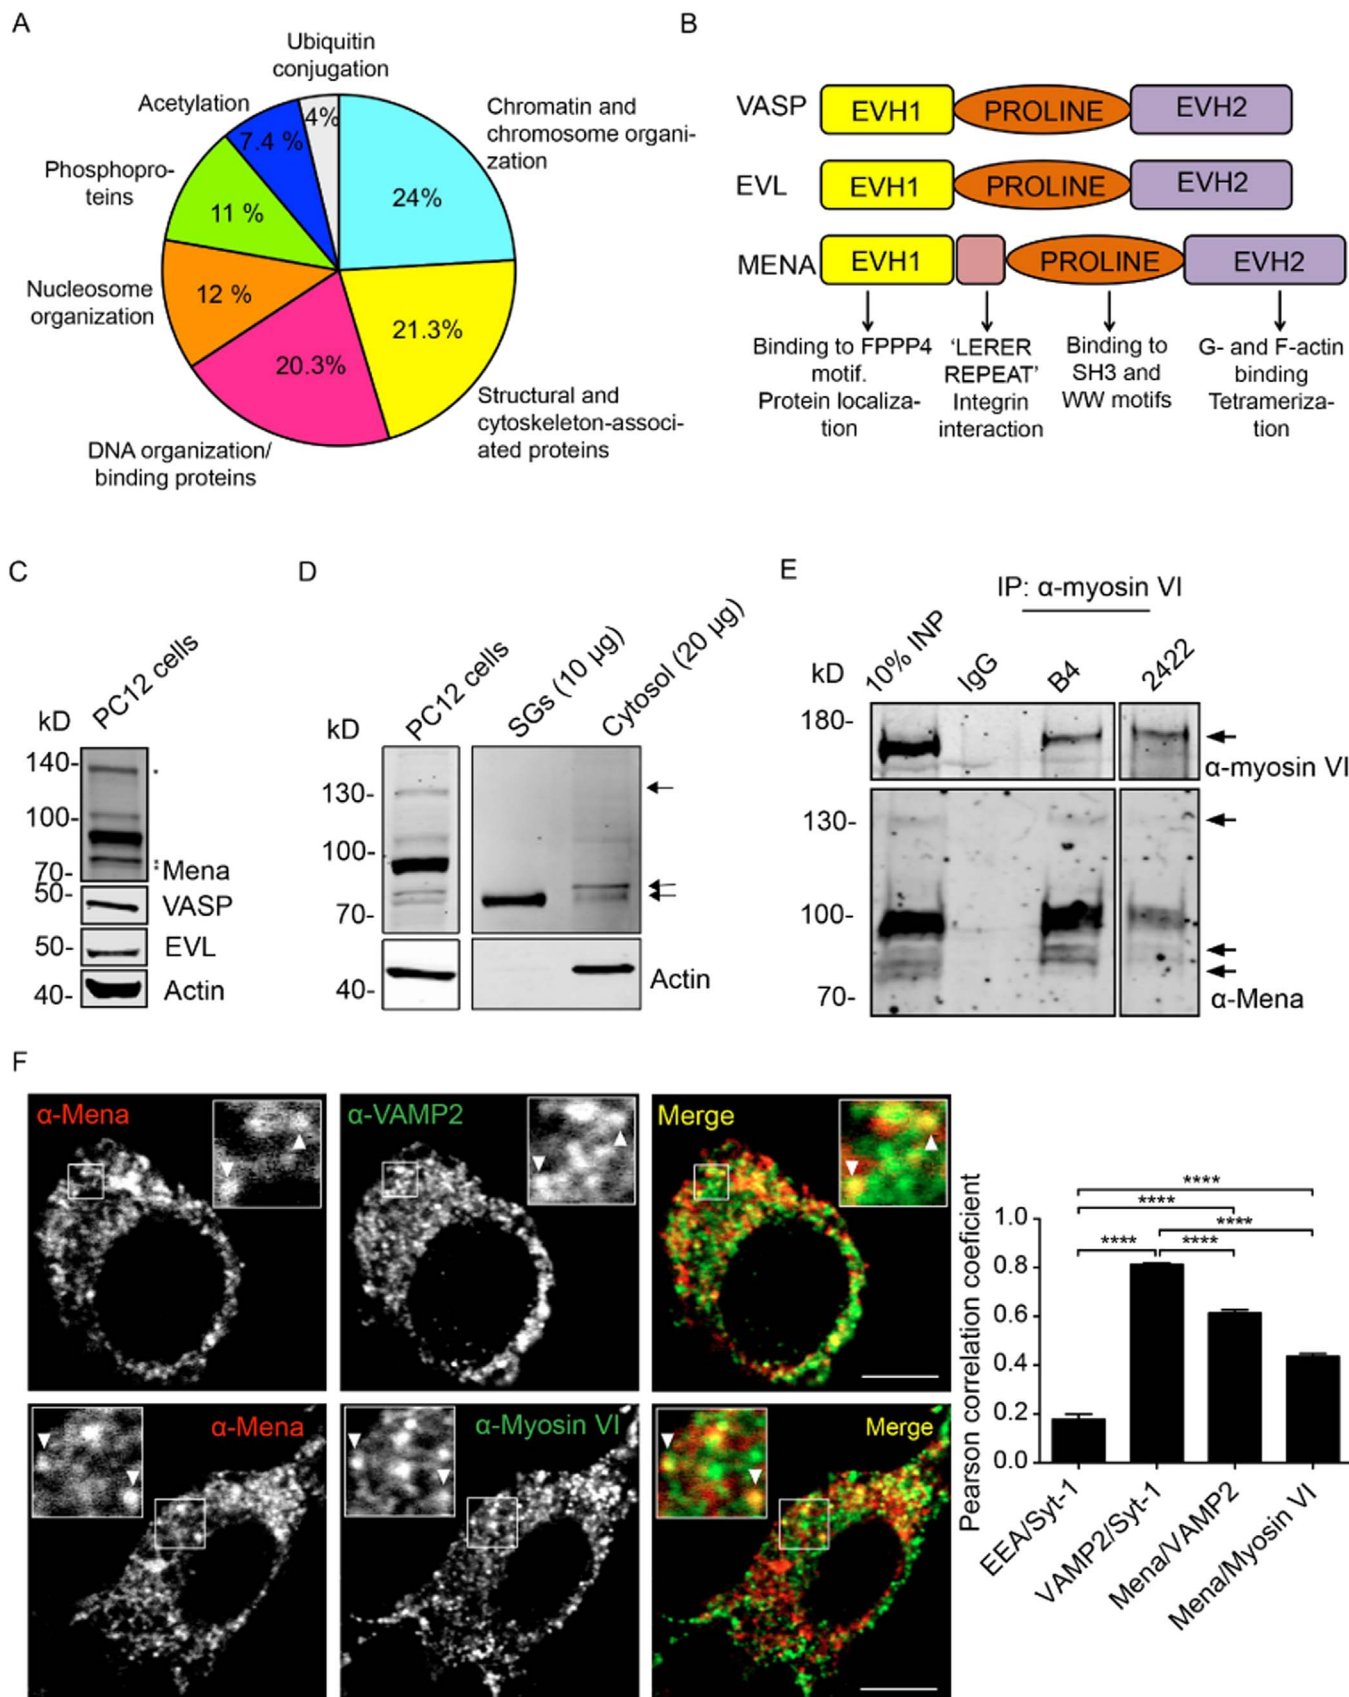 A
Ubiquitin
conjugation
Acetylation
Chromatin and
chromosome organi-
zation
4%
7.4 %
Phosphopro-
teins
11 %
24%
Nucleosome
organization
12 %
21.3%
20.3%
Structural and
cytoskeleton-associ-
ated proteins
DNA organization/
binding proteins
B
VASP
EVH1
PROLINE
EVH2
EVL
EVH1
PROLINE
EVH2
MENA
EVH1
PROLINE
EVH2
Binding to FPPP4
motif.
Protein localiza-
tion
‘LERER
REPEAT’
Integrin
interaction
Binding to
SH3 and
WW motifs
G- and F-actin
binding
Tetrameriza-
tion
C
kD
PC12 cells
140-
100-
70-
50-
50-
40-
*
*
*
Mena
VASP
EVL
Actin
D
kD
PC12 cells
SGs (10 µg)
Cytosol (20 µg)
130-
100-
70-
40-
Actin
E
IP: α-myosin VI
kD
10% INP
IgG
B4
2422
180-
α-myosin VI
130-
100-
70-
α-Mena
F
α-Mena
α-VAMP2
Merge
α-Mena
α-Myosin VI
Merge
Pearson correlation coeficient
1.0
0.8
0.6
0.4
0.2
0.0
****
****
****
****
****
EEA/Syt-1
VAMP2/Syt-1
Mena/VAMP2
Mena/Myosin VI